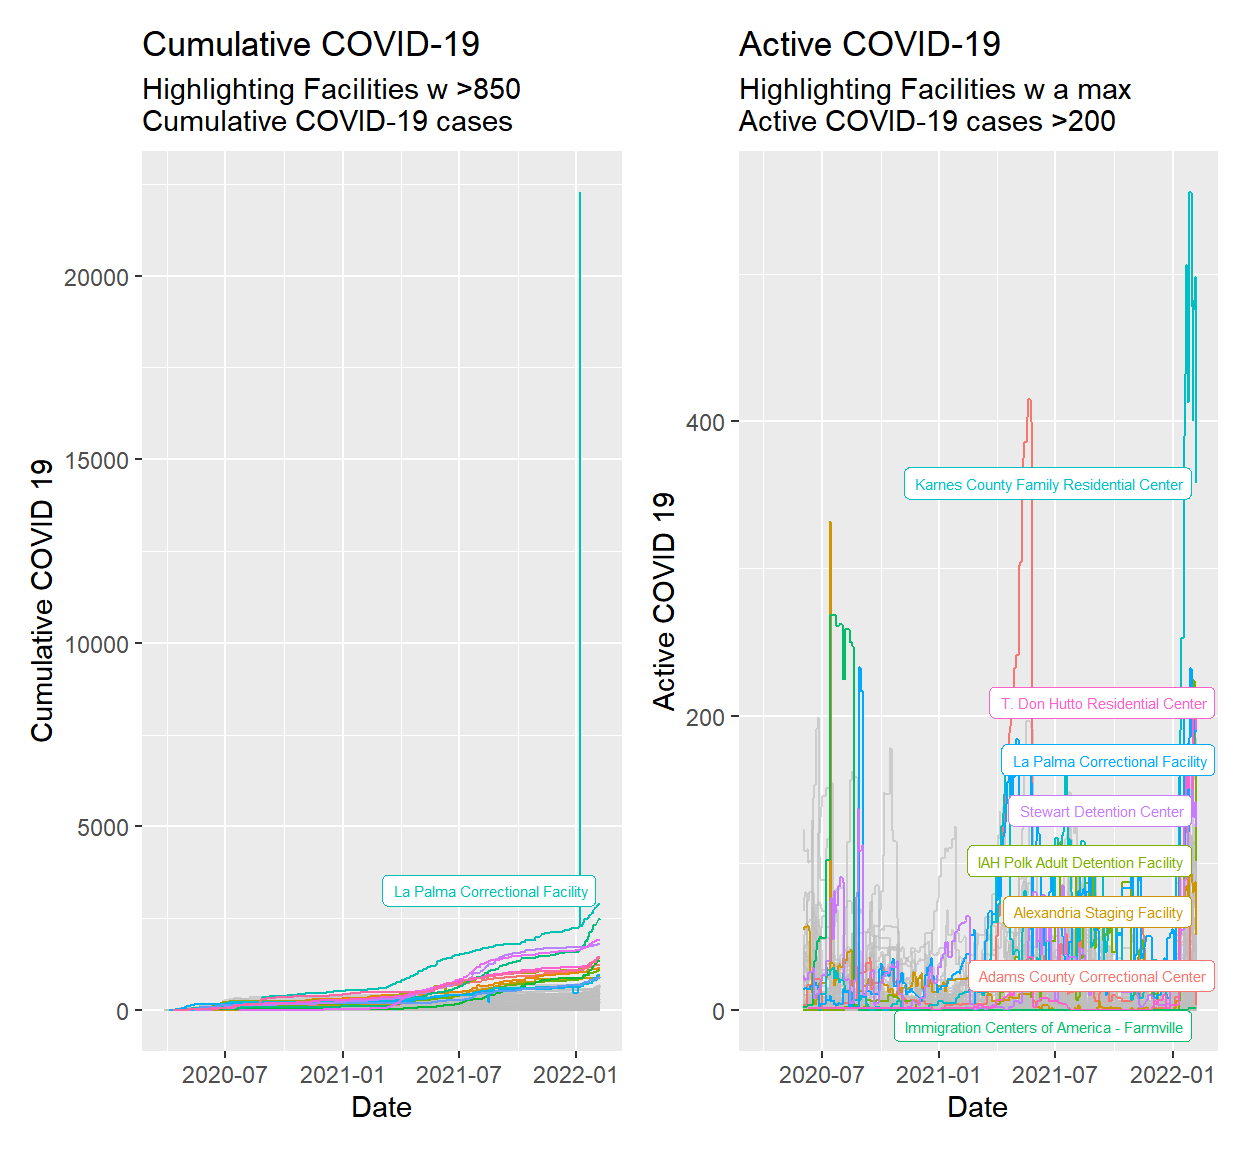 Cumulative COVID-19
Highlighting Facilities w >850
Cumulative COVID-19 cases
Cumulative COVID 19
20000
15000
10000
5000
0
La Palma Correctional Facility
2020-07
2021-01
2021-07
2022-01
Date
Active COVID-19
Highlighting Facilities w a max
Active COVID-19 cases >200
Active COVID 19
400
200
0
Karnes County Family Residential Center
T. Don Hutto Residential Center
La Palma Correctional Facility
Stewart Detention Center
IAH Polk Adult Detention Facility
Alexandria Staging Facility
Adams County Correctional Center
Immigration Centers of America - Farmville
2020-07
2021-01
2021-07
2022-01
Date